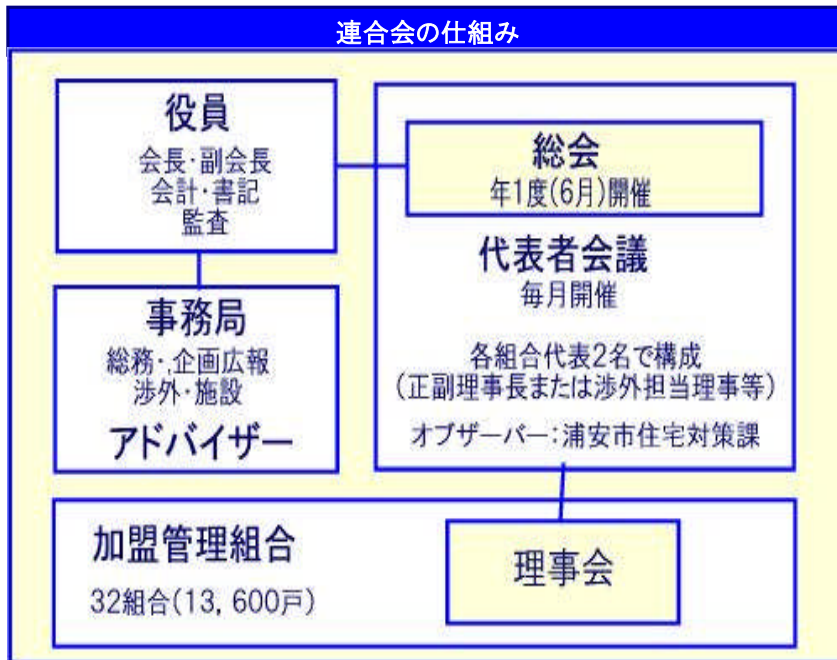 連合会の仕組み
役員
会長・副会長
会計・書記
監査
事務局
総務・,企画広報
渉外・施設
アドバイザー
総会
年1度(6月)開催
代表者会議
毎月開催
各組合代表2名で構成
(正副理事長または渉外担当理事等)
オブザーバー:浦安市住宅対策課
加盟管理組合
32組合(13, 600戸)
理事会